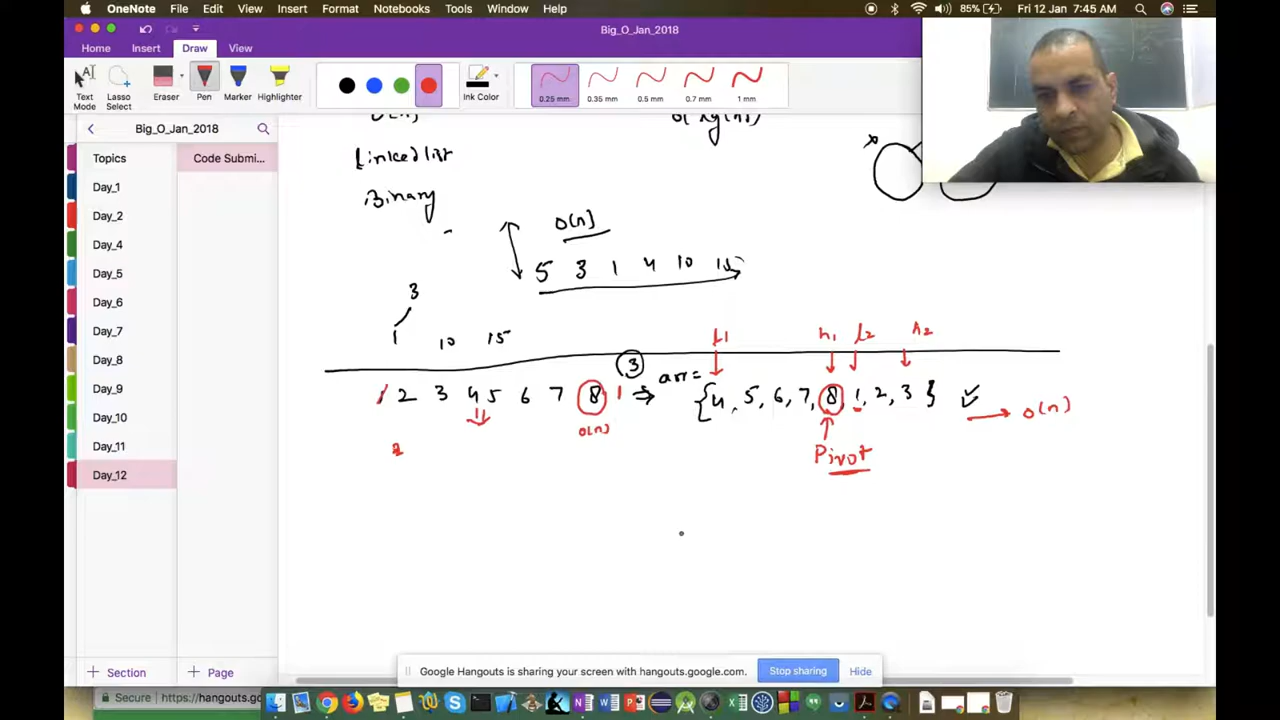 OneNote File Edit View Insert Format Notebooks Tools Window Help 85% Fri 12 Jan 7:45 AM
Big_O_Jan_2018
Home Insert Draw View
Text Mode Lasso Select Eraser Pen Marker Highlighter Ink Color 0.25 mm 0.35 mm 0.5 mm 0.7 mm 1 mm
Big_O_Jan_2018
Topics
Day_1
Day_2
Day_4
Day_5
Day_6
Day_7
Day_8
Day_9
Day_10
Day_11
Day_12
Section
Code Submi...
Page
Linked list
Binary
O(n)
5 3 1 4 10 15
3
1 10 15
l1 h1 l2 h2
3
1 2 3 4 5 6 7 8 1 arr = {4, 5, 6, 7, 8, 1, 2, 3 }
O(n) O(n)
Pivot
Google Hangouts is sharing your screen with hangouts.google.com. Stop sharing Hide
Secure https://hangouts.go